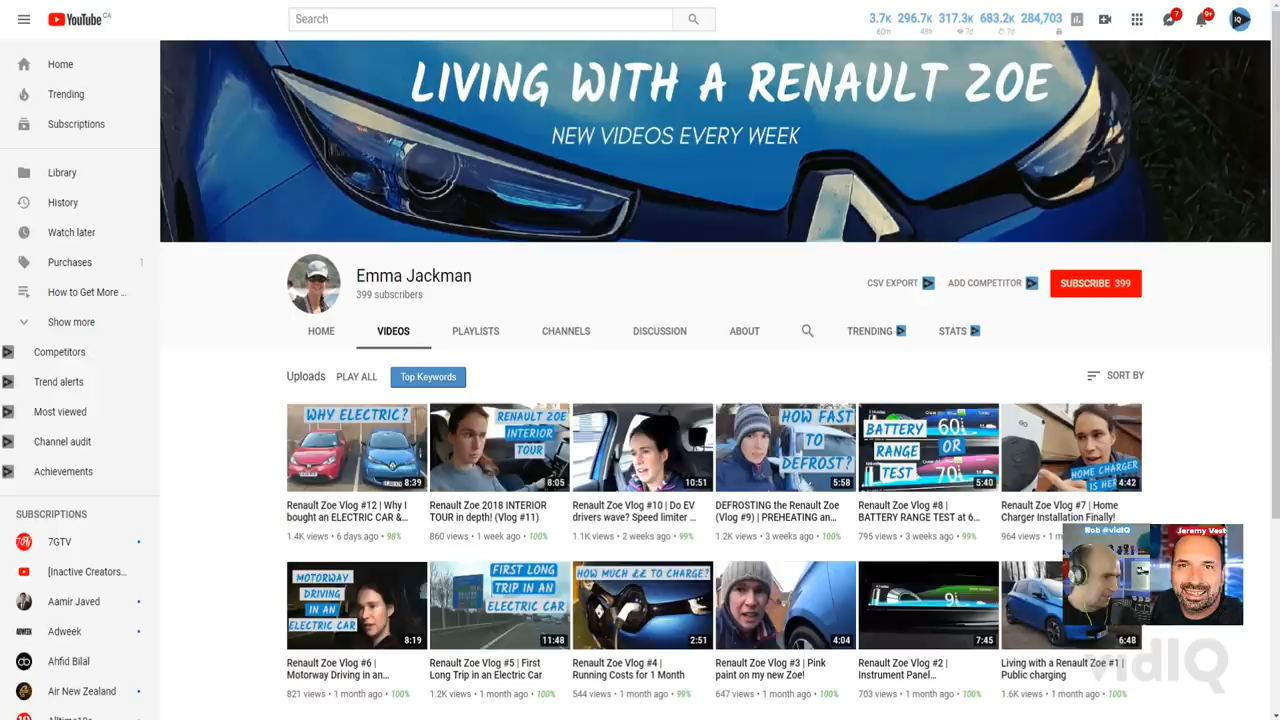 YouTube CA
Search
3.7K 296.7K 317.3K 683.2K 284,703
60m 48h 7d 7d
7
9+
IQ
Home
Trending
Subscriptions
Library
History
Watch later
Purchases 1
How to Get More ...
Show more
Competitors
Trend alerts
Most viewed
Channel audit
Achievements
SUBSCRIPTIONS
7GTV
[Inactive Creators...
Aamir Javed
Adweek
Ahfid Bilal
Air New Zealand
LIVING WITH A RENAULT ZOE
NEW VIDEOS EVERY WEEK
Emma Jackman
399 subscribers
CSV EXPORT
ADD COMPETITOR
SUBSCRIBE 399
HOME VIDEOS PLAYLISTS CHANNELS DISCUSSION ABOUT TRENDING STATS
Uploads PLAY ALL Top Keywords SORT BY
WHY ELECTRIC?
8:39
Renault Zoe Vlog #12 | Why I
bought an ELECTRIC CAR &...
1.4K views • 6 days ago • 98%
RENAULT ZOE
INTERIOR
TOUR
8:05
Renault Zoe 2018 INTERIOR
TOUR in depth! (Vlog #11)
860 views • 1 week ago • 100%
10:51
Renault Zoe Vlog #10 | Do EV
drivers wave? Speed limiter ...
1.1K views • 2 weeks ago • 99%
HOW FAST
TO
DEFROST?
5:58
DEFROSTING the Renault Zoe
(Vlog #9) | PREHEATING an...
1.2K views • 3 weeks ago • 100%
BATTERY
RANGE
TEST
60
OR
70
5:40
Renault Zoe Vlog #8 |
BATTERY RANGE TEST at 6...
795 views • 3 weeks ago • 99%
HOME CHARGER
IS HERE
4:42
Renault Zoe Vlog #7 | Home
Charger Installation Finally!
964 views • 1 m
Rob @vidIQ
Jeremy Vest
MOTORWAY
DRIVING
IN AN
ELECTRIC CAR
8:19
Renault Zoe Vlog #6 |
Motorway Driving in an...
821 views • 1 month ago • 100%
FIRST LONG
TRIP IN AN
ELECTRIC CAR
11:48
Renault Zoe Vlog #5 | First
Long Trip in an Electric Car
1.2K views • 1 month ago • 100%
HOW MUCH ££ TO CHARGE?
2:51
Renault Zoe Vlog #4 |
Running Costs for 1 Month
544 views • 1 month ago • 99%
4:04
Renault Zoe Vlog #3 | Pink
paint on my new Zoe!
647 views • 1 month ago • 100%
7:45
Renault Zoe Vlog #2 |
Instrument Panel...
703 views • 1 month ago • 100%
6:48
Living with a Renault Zoe #1 |
Public charging
1.6K views • 1 month ago • 100%
vidIQ